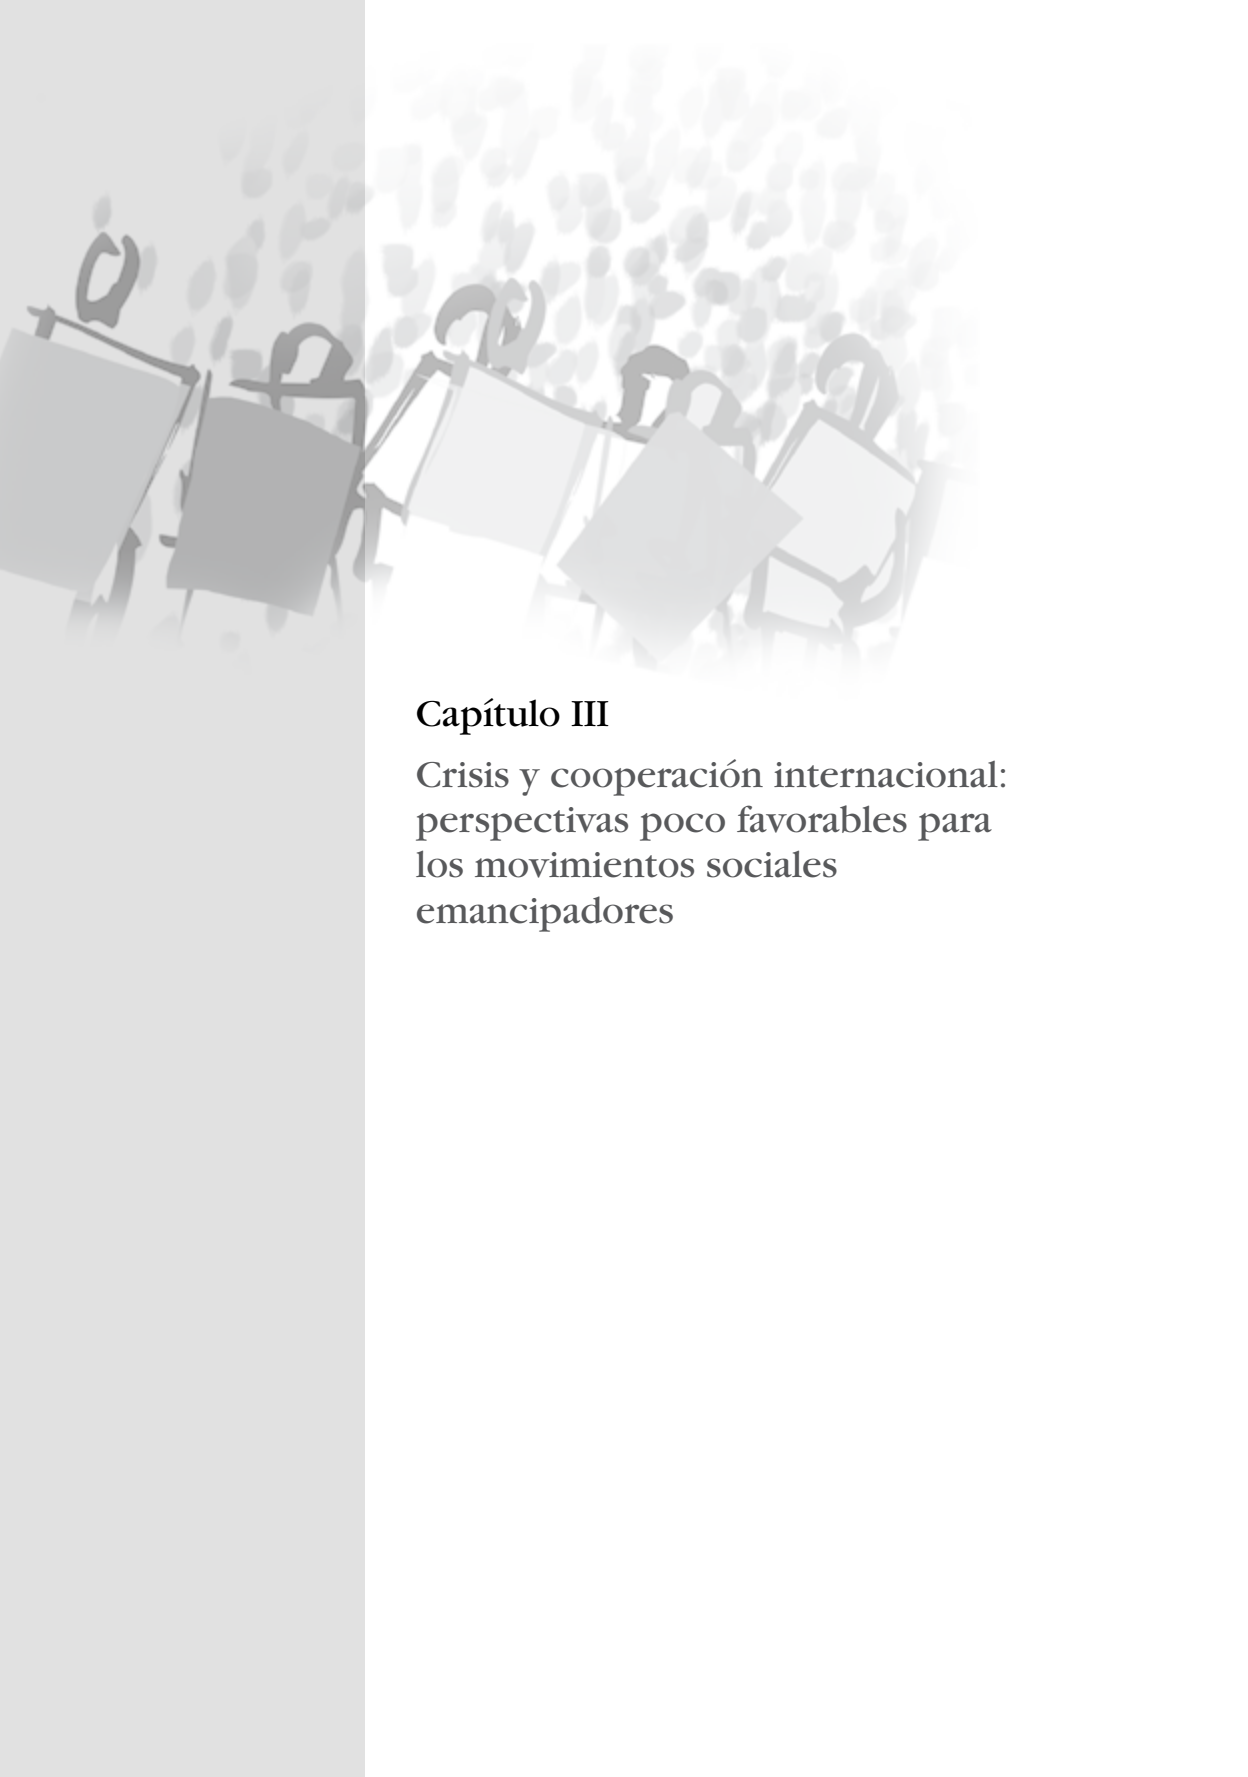 Capítulo III
Crisis y cooperación internacional:
perspectivas poco favorables para
los movimientos sociales
emancipadores